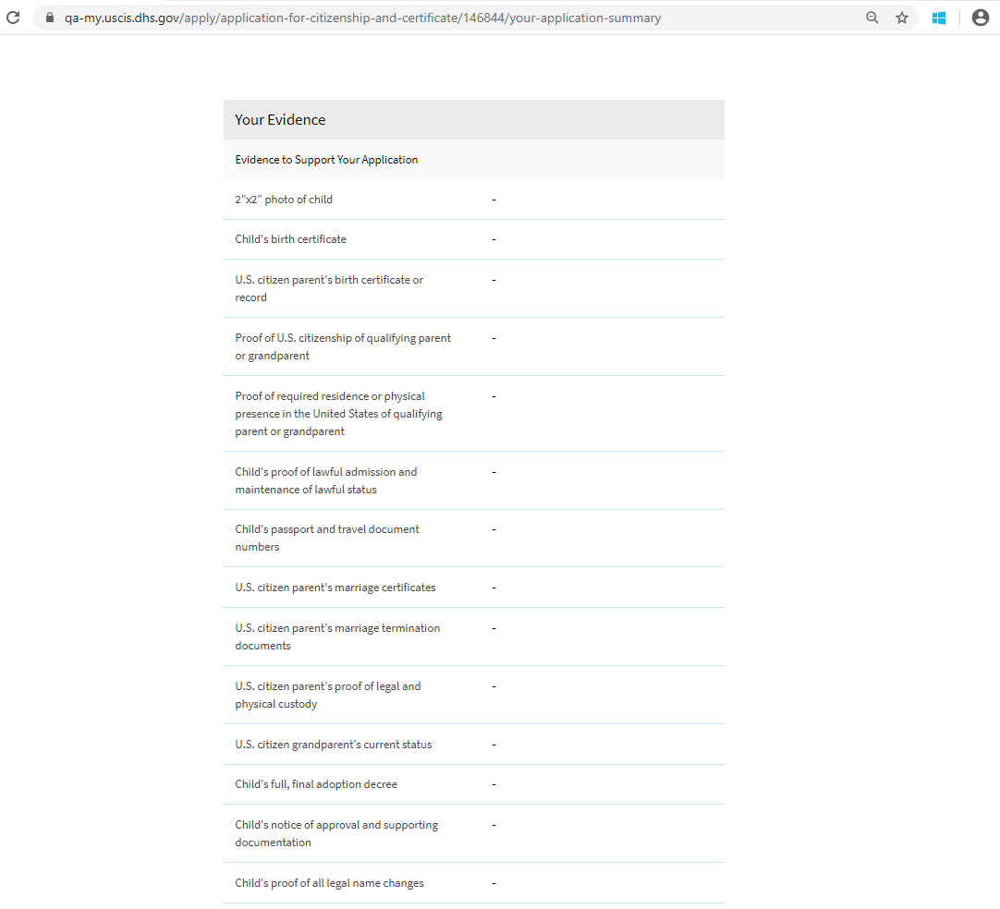 qa-my.uscis.dhs.gov/apply/application-for-citizenship-and-certificate/146844/your-application-summary
Your Evidence
Evidence to Support Your Application
2"x2" photo of child -
Child's birth certificate -
U.S. citizen parent's birth certificate or -
record
Proof of U.S. citizenship of qualifying parent -
or grandparent
Proof of required residence or physical -
presence in the United States of qualifying
parent or grandparent
Child's proof of lawful admission and -
maintenance of lawful status
Child's passport and travel document -
numbers
U.S. citizen parent's marriage certificates -
U.S. citizen parent's marriage termination -
documents
U.S. citizen parent's proof of legal and -
physical custody
U.S. citizen grandparent's current status -
Child's full, final adoption decree -
Child's notice of approval and supporting -
documentation
Child's proof of all legal name changes -